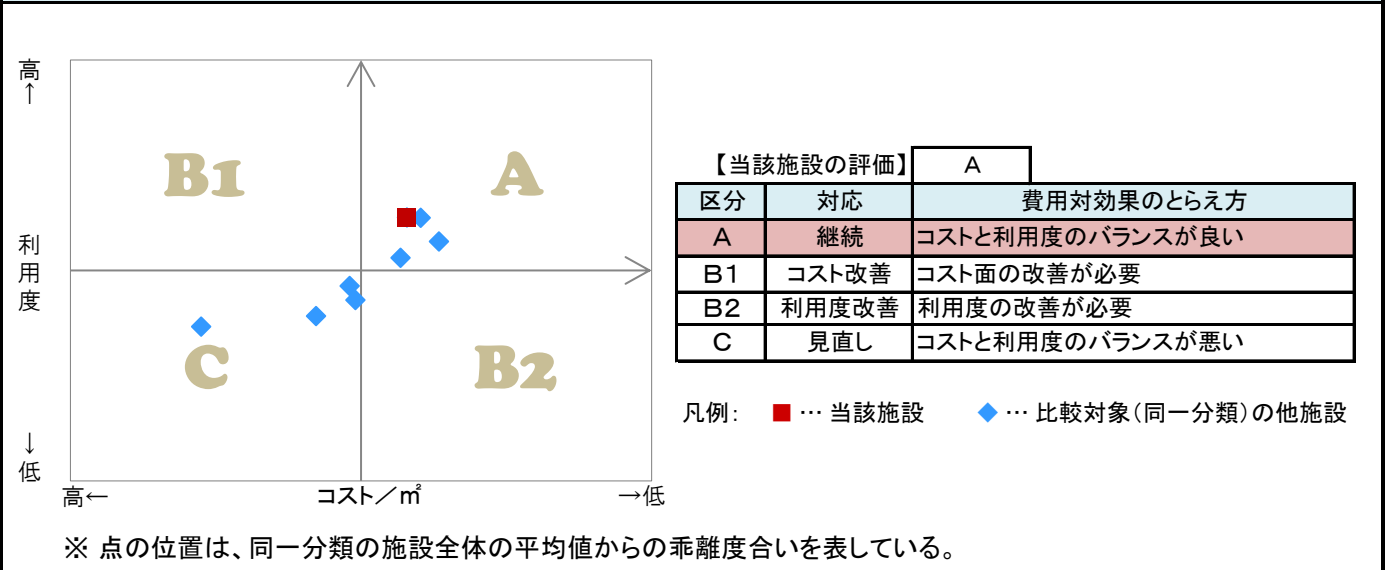 高
↑
利
用
度
↓
低
B1
A
C
B2
高←
コスト／㎡
→低
【当該施設の評価】 A
区分 対応 費用対効果のとらえ方
A 継続 コストと利用度のバランスが良い
B1 コスト改善 コスト面の改善が必要
B2 利用度改善 利用度の改善が必要
C 見直し コストと利用度のバランスが悪い
凡例： ■ … 当該施設 ◆ … 比較対象（同一分類）の他施設
※ 点の位置は、同一分類の施設全体の平均値からの乖離度合いを表している。